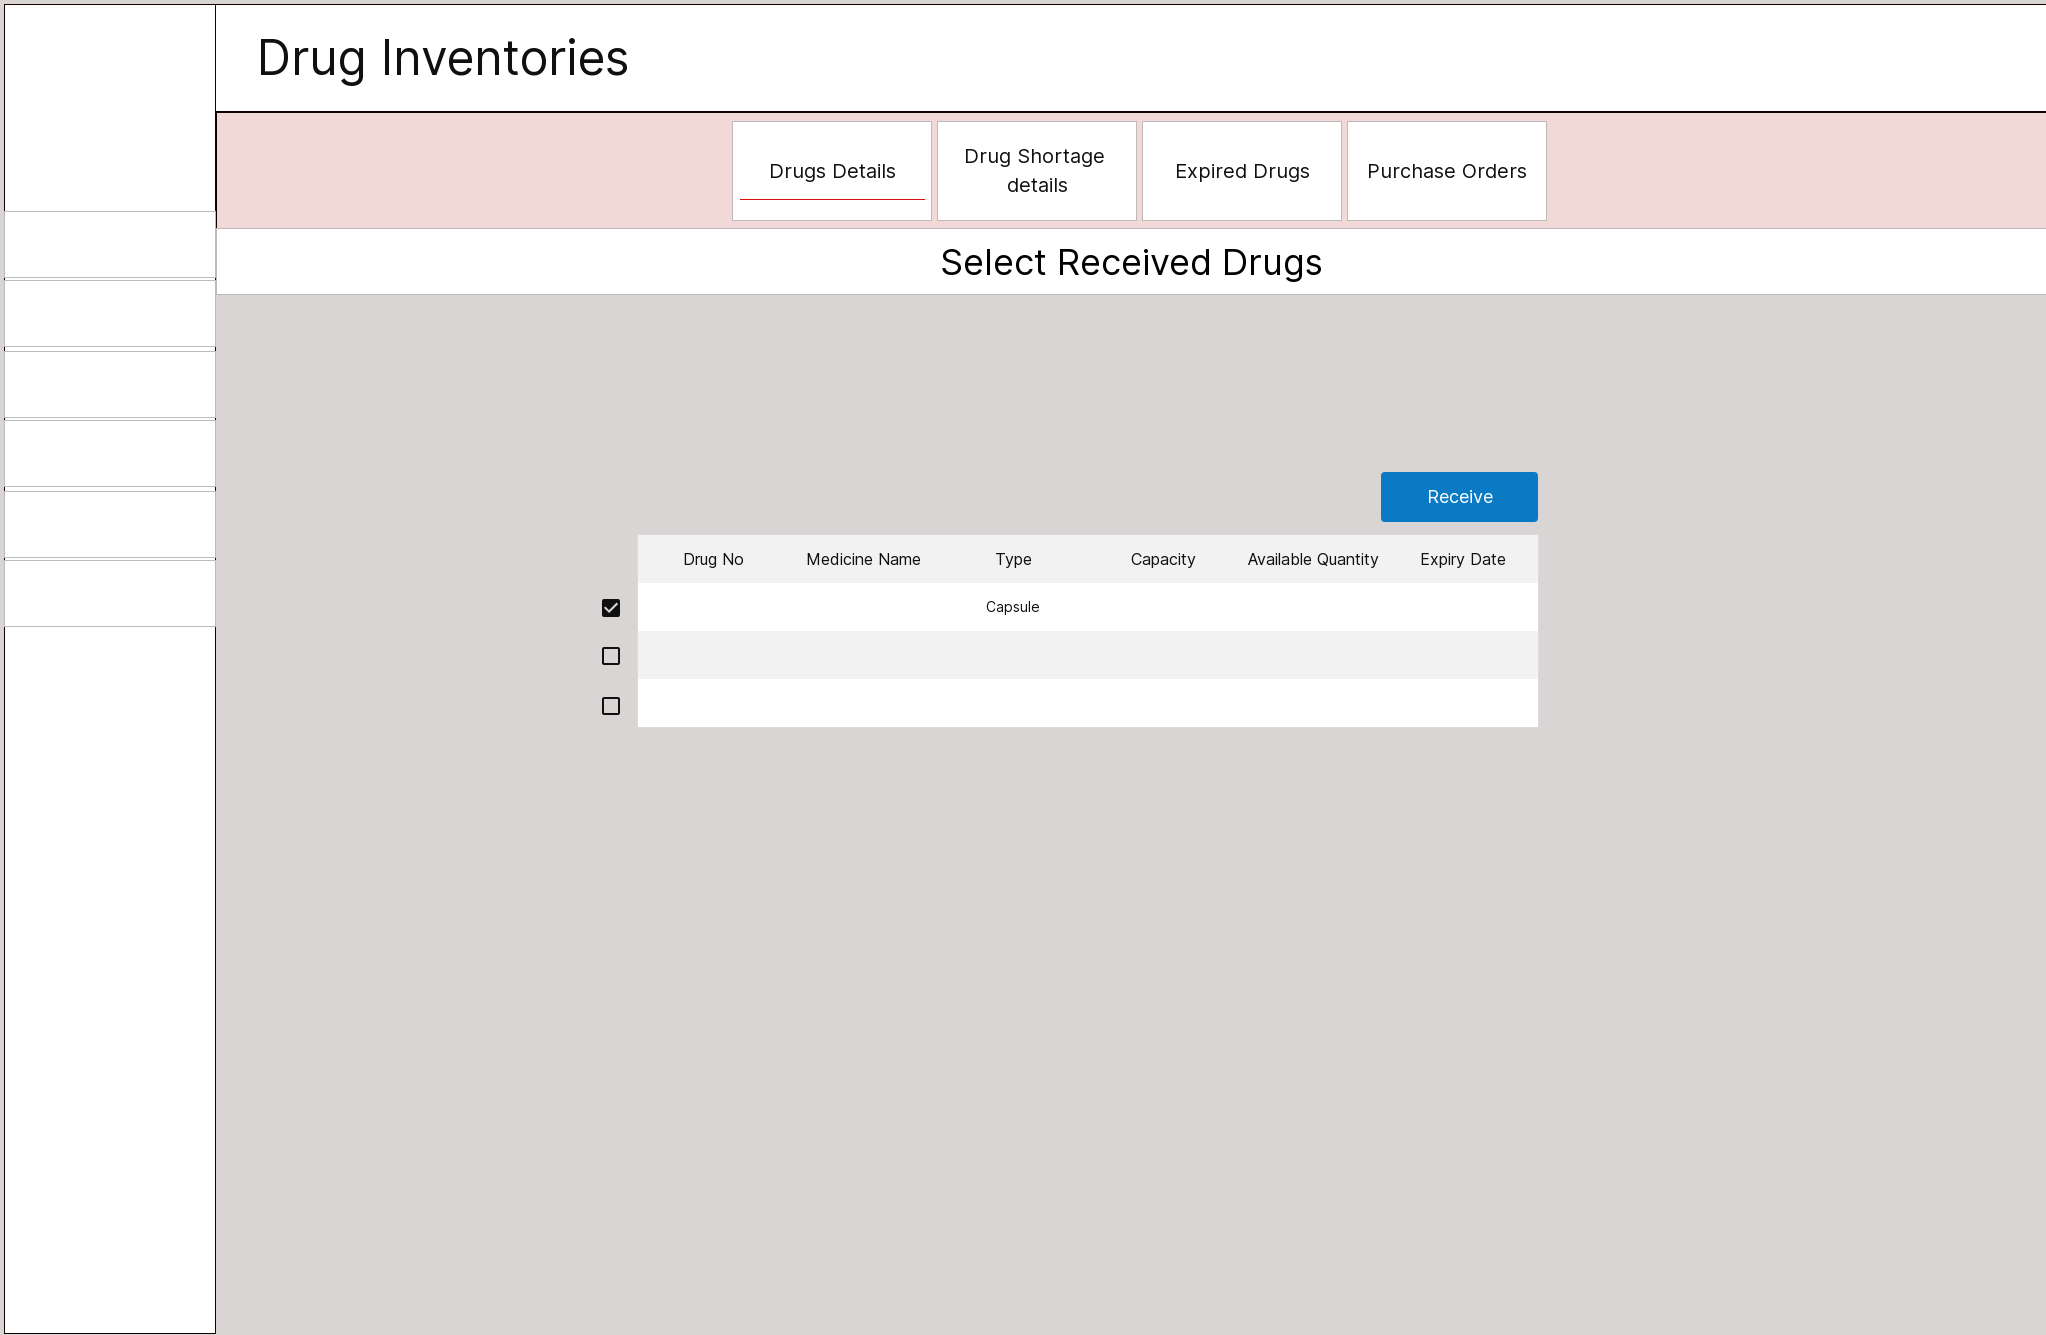 Drug Inventories
Drugs Details
Drug Shortage
details
Expired Drugs
Purchase Orders
Select Received Drugs
Receive
Drug No
Medicine Name
Type
Capacity
Available Quantity
Expiry Date
Capsule